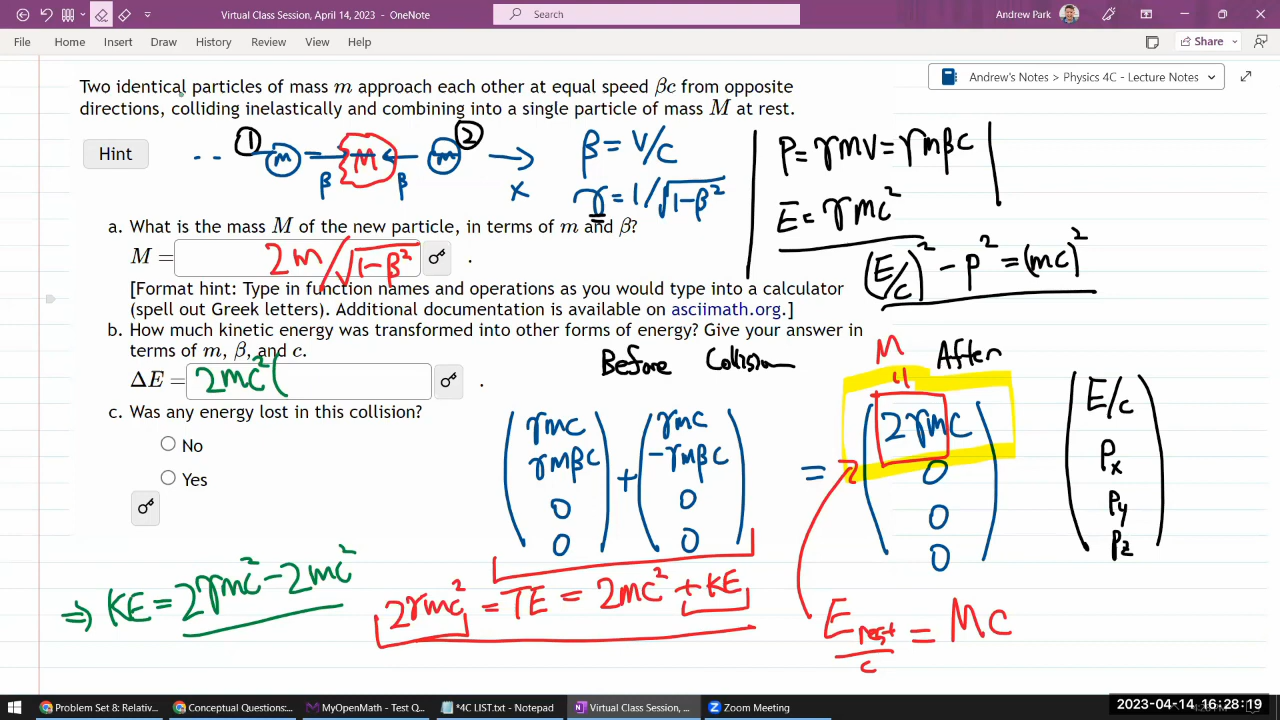 Virtual Class Session, April 14, 2023 - OneNote
Search
Andrew Park
File Home Insert Draw History Review View Help
Share
Andrew's Notes > Physics 4C - Lecture Notes
Two identical particles of mass m approach each other at equal speed βc from opposite
directions, colliding inelastically and combining into a single particle of mass M at rest.
Hint
1 m β M β m 2 x
β = V/c
γ = 1/√(1-β²)
P = γmv = γmβc
E = γmc²
(E/c)² - p² = (mc)²
a. What is the mass M of the new particle, in terms of m and β?
M = 2m/√(1-β²) .
[Format hint: Type in function names and operations as you would type into a calculator
(spell out Greek letters). Additional documentation is available on asciimath.org.]
b. How much kinetic energy was transformed into other forms of energy? Give your answer in
terms of m, β, and c.
ΔE = 2mc²( .
c. Was any energy lost in this collision?
No
Yes
Before Collision
M
After
γmc γmc 2γmc E/c
γmβc + -γmβc = 0 Px
0 0 0 Py
0 0 0 Pz
⇒ KE = 2γmc² - 2mc²
2γmc² = TE = 2mc² + KE
E rest/c = Mc
Problem Set 8: Relativ...
Conceptual Questions:...
MyOpenMath - Test Q...
*4C LIST.txt - Notepad
Virtual Class Session,...
Zoom Meeting
2023-04-14 16:28:19